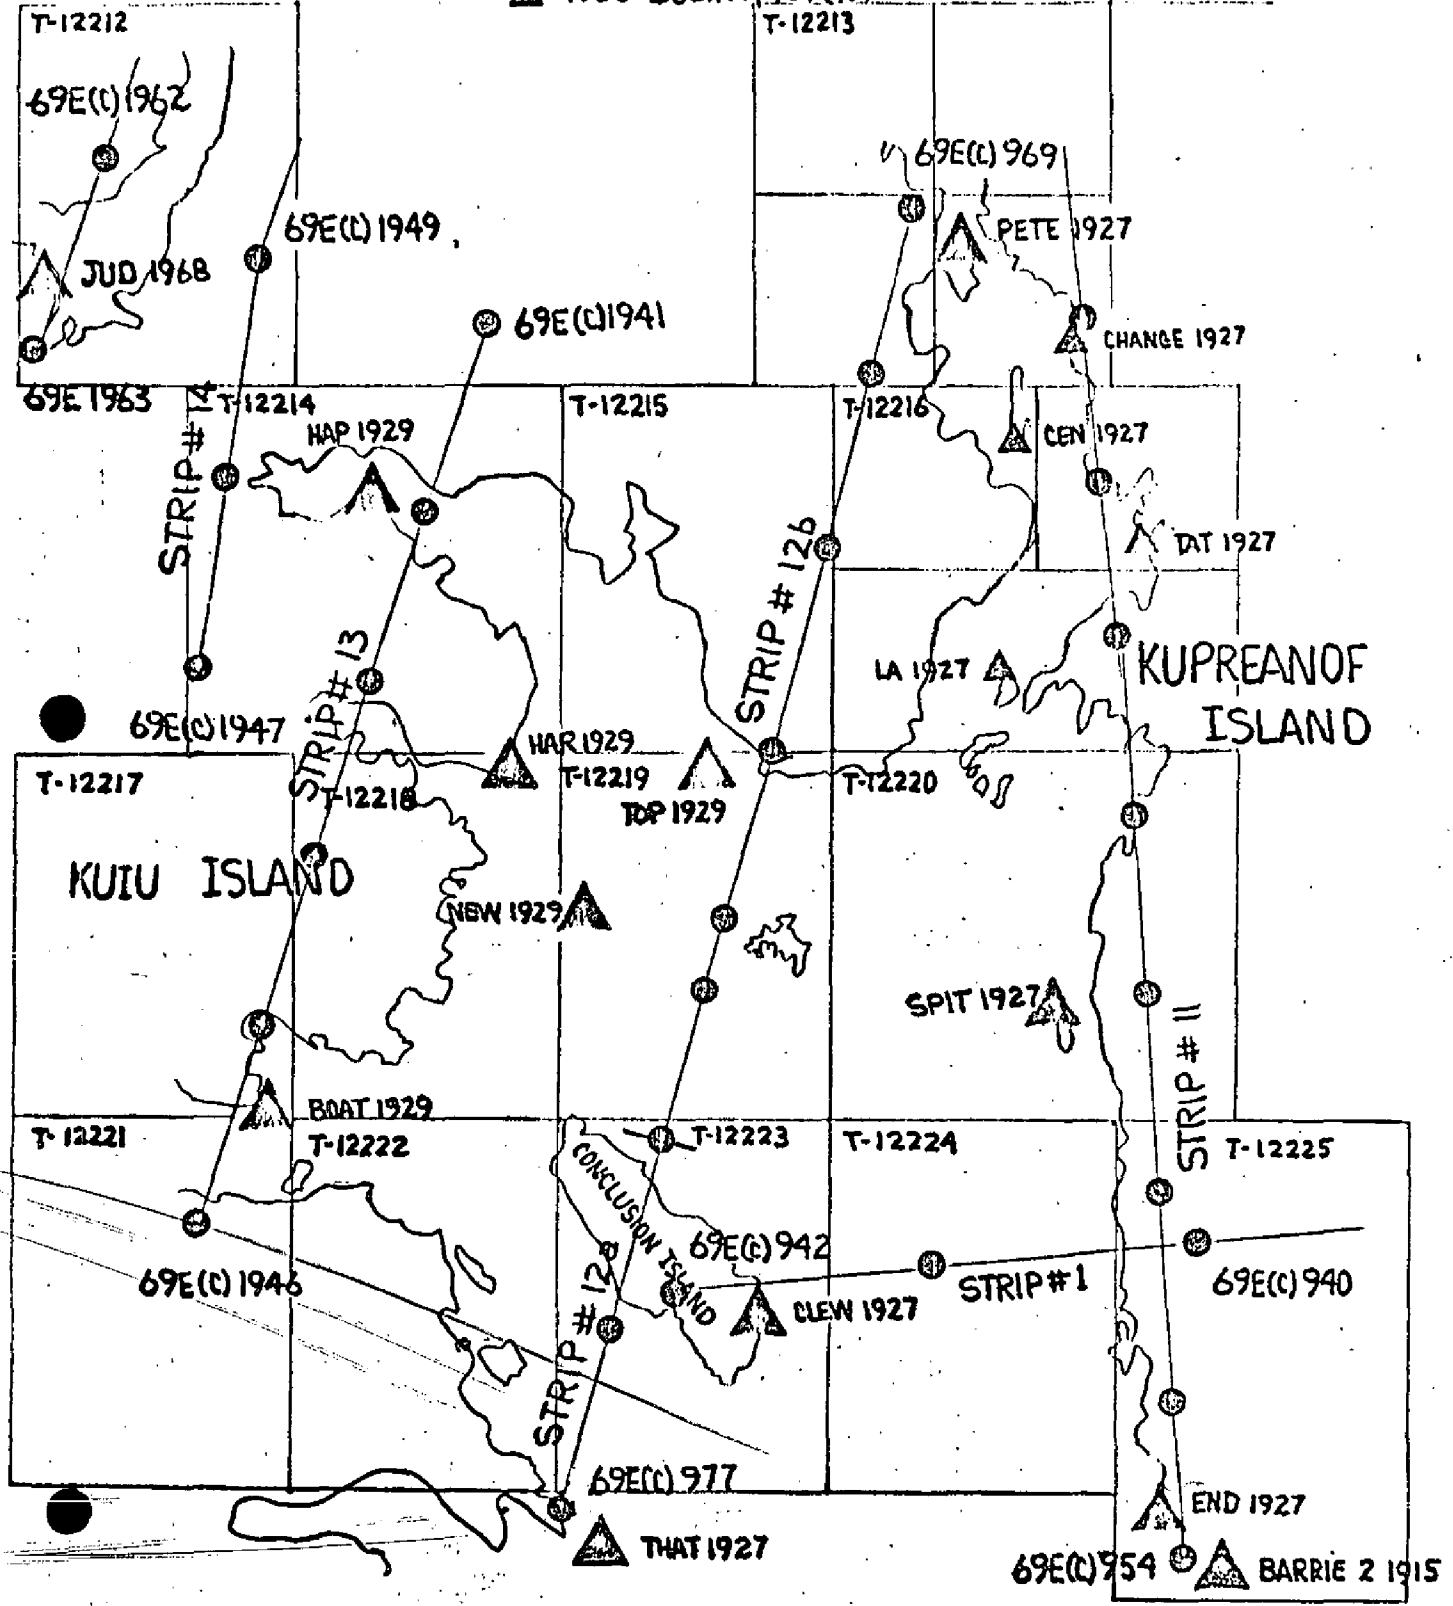 T-12212
T-12213
69E(C)1962
69E(C)969
69E(C)1949
PETE 1927
JUD 1968
69E(C)1941
CHANGE 1927
69E 1963
STRIP # 14
T-12214
T-12215
T-12216
HAP 1929
CEN 1927
STRIP # 126
TAT 1927
STRIP # 13
LA 1927
KUPREANOF
ISLAND
69E(C)1947
HAR 1929
T-12217
T-12218
T-12219
T-12220
TOP 1929
KUIU ISLAND
NEW 1929
SPIT 1927
STRIP # 11
BOAT 1929
T-12221
T-12222
T-12223
T-12224
T-12225
CONCLUSION ISLAND
69E(C)942
69E(C)1946
STRIP #1
69E(C)940
CLEW 1927
STRIP # 12a
69E(C)977
END 1927
THAT 1927
69E(C)954
BARRIE 2 1915